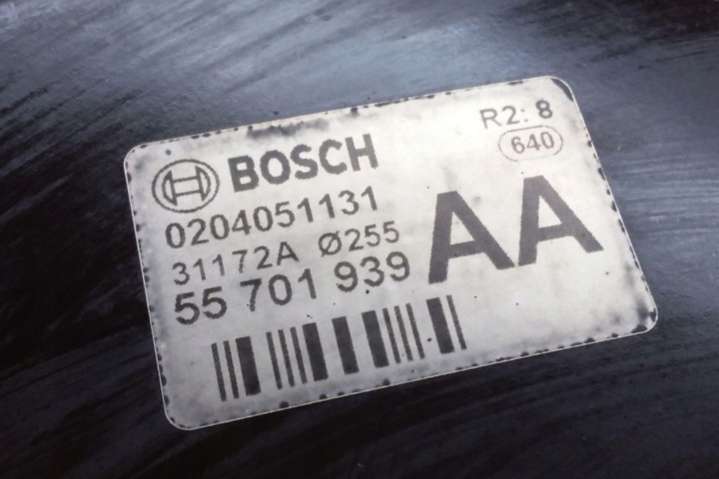 BOSCH
R2: 8
640
0204051131
31172A Ø255
55 701 939
AA